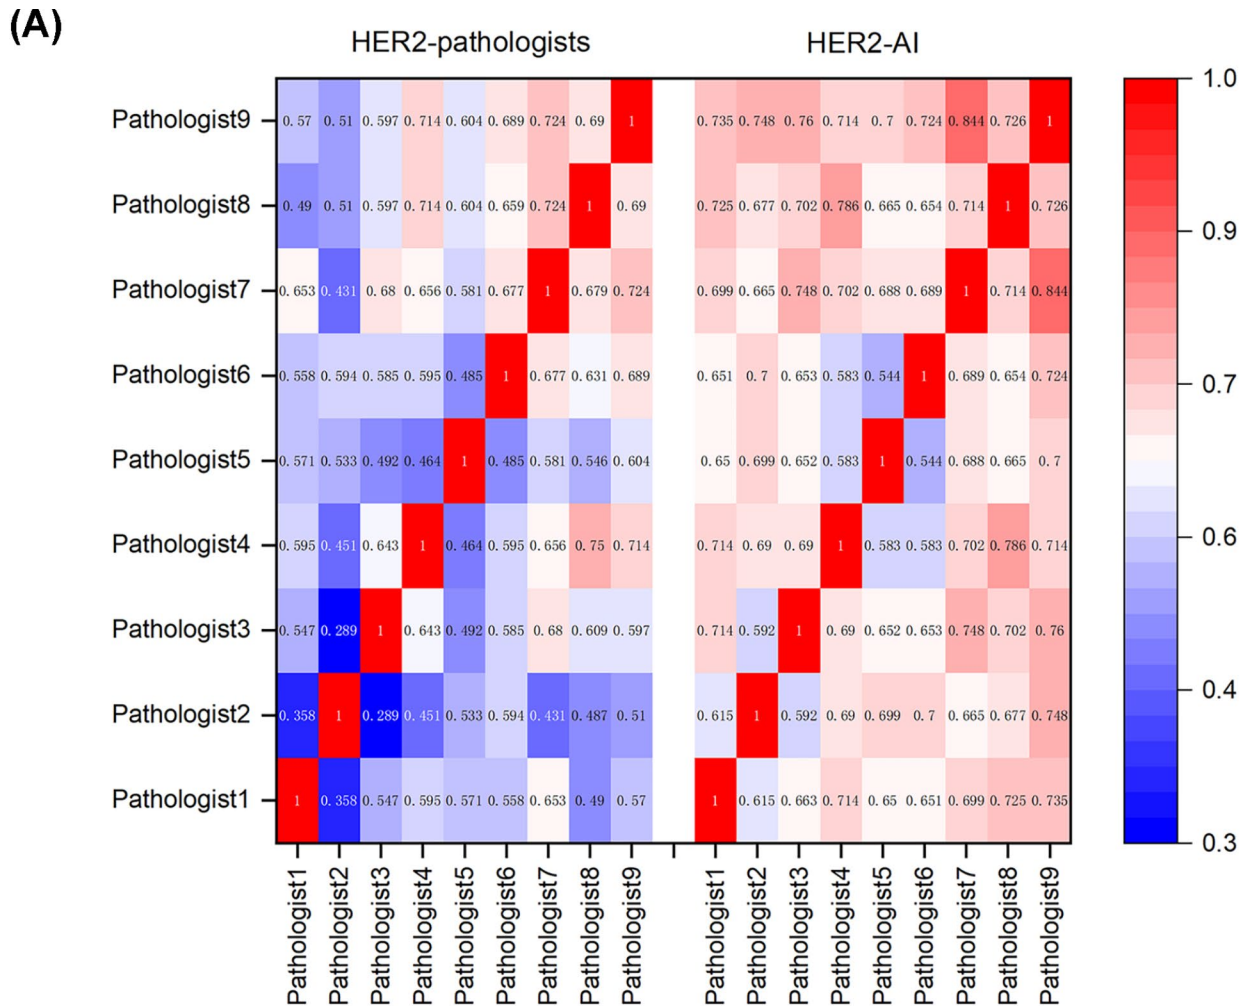 (A)
HER2-pathologists HER2-AI
Pathologist9 0.57 0.51 0.597 0.714 0.604 0.689 0.724 0.69 1 0.735 0.748 0.76 0.714 0.7 0.724 0.844 0.726 1
Pathologist8 0.49 0.51 0.597 0.714 0.604 0.659 0.724 1 0.69 0.725 0.677 0.702 0.786 0.665 0.654 0.714 1 0.726
Pathologist7 0.653 0.431 0.68 0.656 0.581 0.677 1 0.679 0.724 0.699 0.665 0.748 0.702 0.688 0.689 1 0.714 0.844
Pathologist6 0.558 0.594 0.585 0.595 0.485 1 0.677 0.631 0.689 0.651 0.7 0.653 0.583 0.544 1 0.689 0.654 0.724
Pathologist5 0.571 0.533 0.492 0.464 1 0.485 0.581 0.546 0.604 0.65 0.699 0.652 0.583 1 0.544 0.688 0.665 0.7
Pathologist4 0.595 0.451 0.643 1 0.464 0.595 0.656 0.75 0.714 0.714 0.69 0.69 1 0.583 0.583 0.702 0.786 0.714
Pathologist3 0.547 0.289 1 0.643 0.492 0.585 0.68 0.609 0.597 0.714 0.592 1 0.69 0.652 0.653 0.748 0.702 0.76
Pathologist2 0.358 1 0.289 0.451 0.533 0.594 0.431 0.487 0.51 0.615 1 0.592 0.69 0.699 0.7 0.665 0.677 0.748
Pathologist1 1 0.358 0.547 0.595 0.571 0.558 0.653 0.49 0.57 1 0.615 0.663 0.714 0.65 0.651 0.699 0.725 0.735
Pathologist1 Pathologist2 Pathologist3 Pathologist4 Pathologist5 Pathologist6 Pathologist7 Pathologist8 Pathologist9 Pathologist1 Pathologist2 Pathologist3 Pathologist4 Pathologist5 Pathologist6 Pathologist7 Pathologist8 Pathologist9
1.0
0.9
0.7
0.6
0.4
0.3